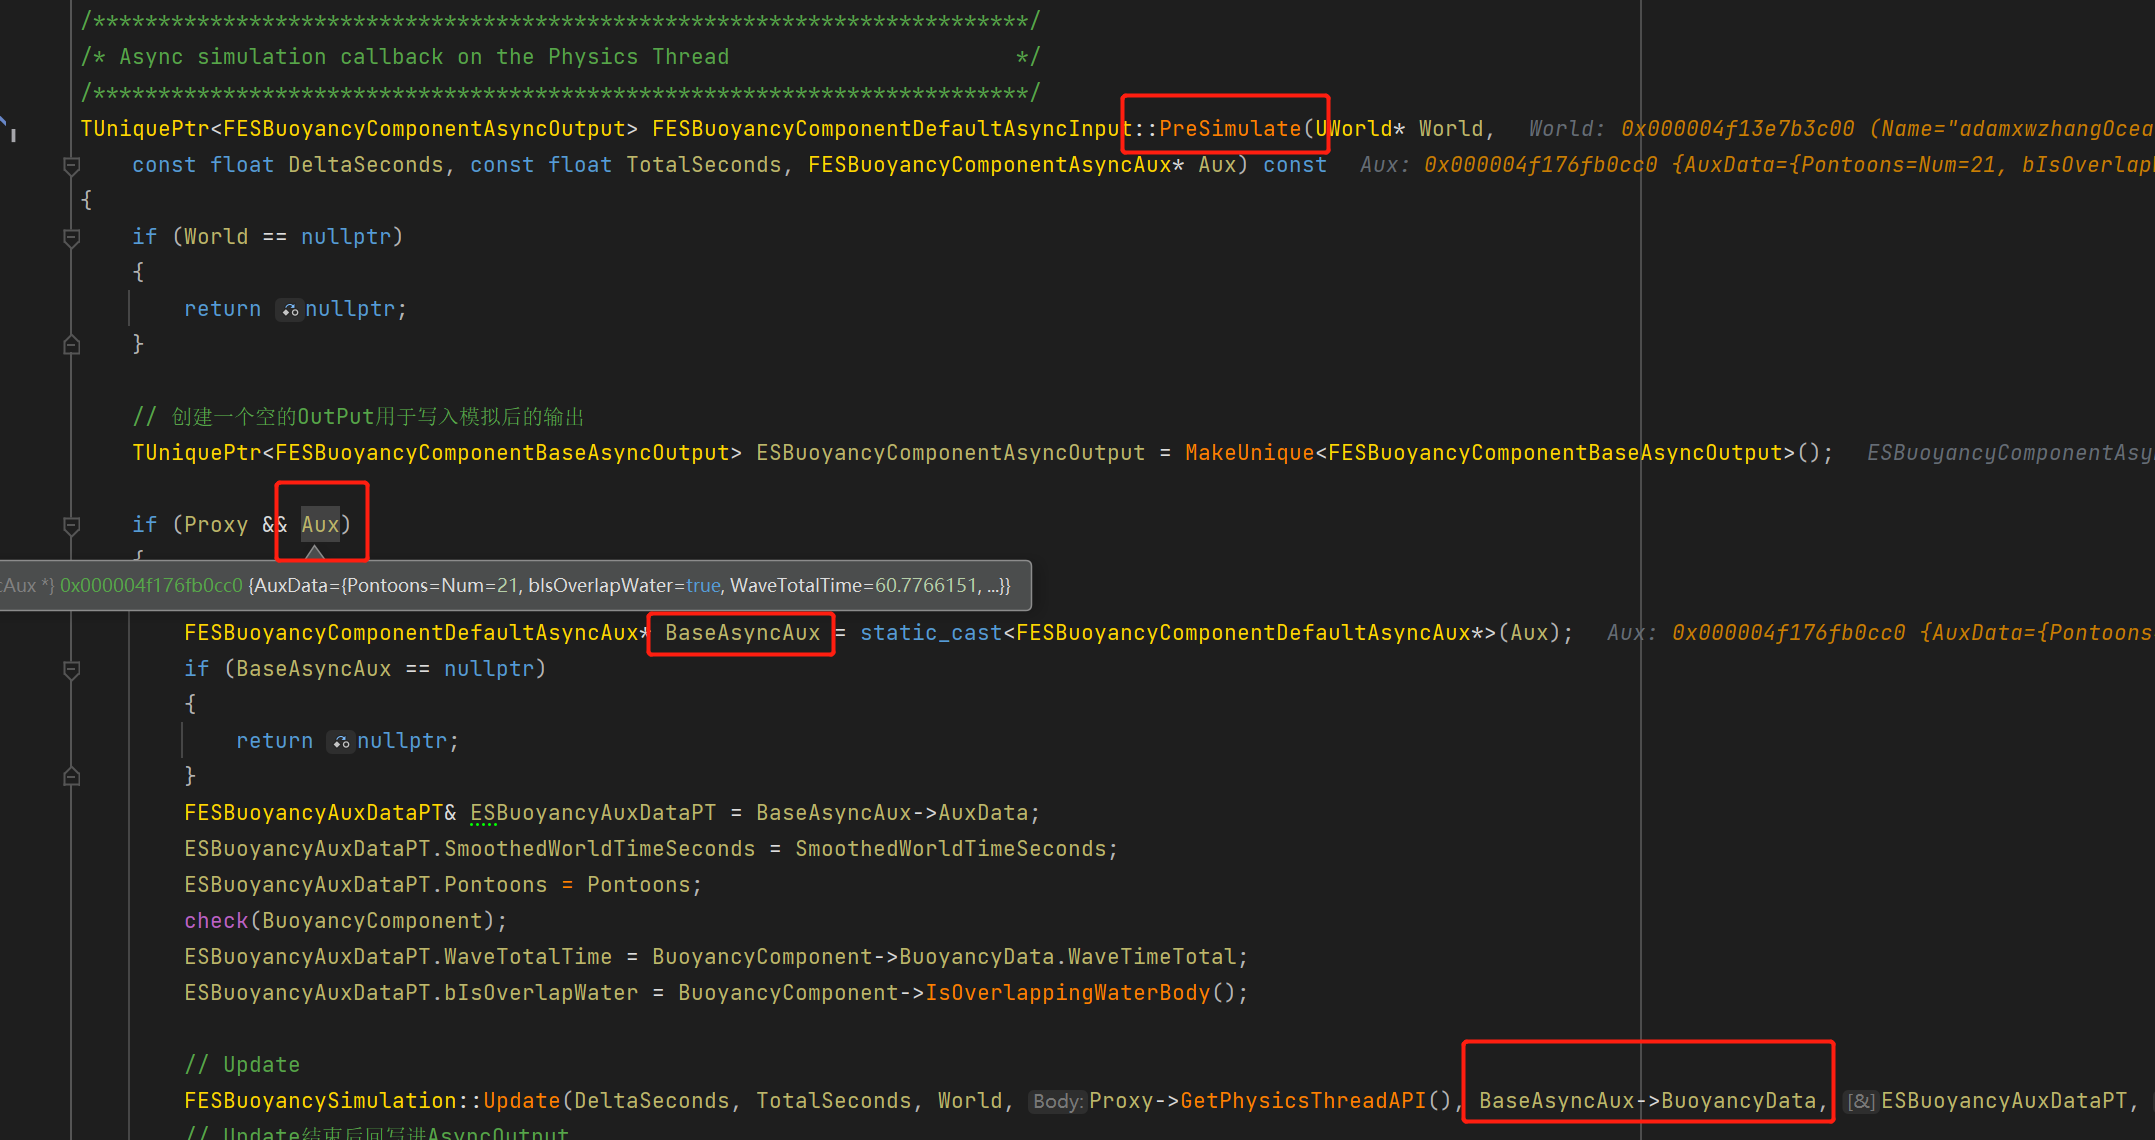 /************************************************************************/
/* Async simulation callback on the Physics Thread                      */
/************************************************************************/
TUniquePtr<FESBuoyancyComponentAsyncOutput> FESBuoyancyComponentDefaultAsyncInput::PreSimulate(UWorld* World,   World: 0x000004f13e7b3c00 (Name="adamxwzhangOcea
    const float DeltaSeconds, const float TotalSeconds, FESBuoyancyComponentAsyncAux* Aux) const   Aux: 0x000004f176fb0cc0 {AuxData={Pontoons=Num=21, bIsOverlap
{
    if (World == nullptr)
    {
        return nullptr;
    }
    // 创建一个空的OutPut用于写入模拟后的输出
    TUniquePtr<FESBuoyancyComponentBaseAsyncOutput> ESBuoyancyComponentAsyncOutput = MakeUnique<FESBuoyancyComponentBaseAsyncOutput>();   ESBuoyancyComponentAsy
    if (Proxy && Aux)
    {
Aux *} 0x000004f176fb0cc0 {AuxData={Pontoons=Num=21, bIsOverlapWater=true, WaveTotalTime=60.7766151, ...}}
        FESBuoyancyComponentDefaultAsyncAux* BaseAsyncAux = static_cast<FESBuoyancyComponentDefaultAsyncAux*>(Aux);   Aux: 0x000004f176fb0cc0 {AuxData={Pontoons
        if (BaseAsyncAux == nullptr)
        {
            return nullptr;
        }
        FESBuoyancyAuxDataPT& ESBuoyancyAuxDataPT = BaseAsyncAux->AuxData;
        ESBuoyancyAuxDataPT.SmoothedWorldTimeSeconds = SmoothedWorldTimeSeconds;
        ESBuoyancyAuxDataPT.Pontoons = Pontoons;
        check(BuoyancyComponent);
        ESBuoyancyAuxDataPT.WaveTotalTime = BuoyancyComponent->BuoyancyData.WaveTimeTotal;
        ESBuoyancyAuxDataPT.bIsOverlapWater = BuoyancyComponent->IsOverlappingWaterBody();
        // Update
        FESBuoyancySimulation::Update(DeltaSeconds, TotalSeconds, World, Body: Proxy->GetPhysicsThreadAPI(), BaseAsyncAux->BuoyancyData, [&] ESBuoyancyAuxDataPT,
        // Update结束后回写进AsyncOutput